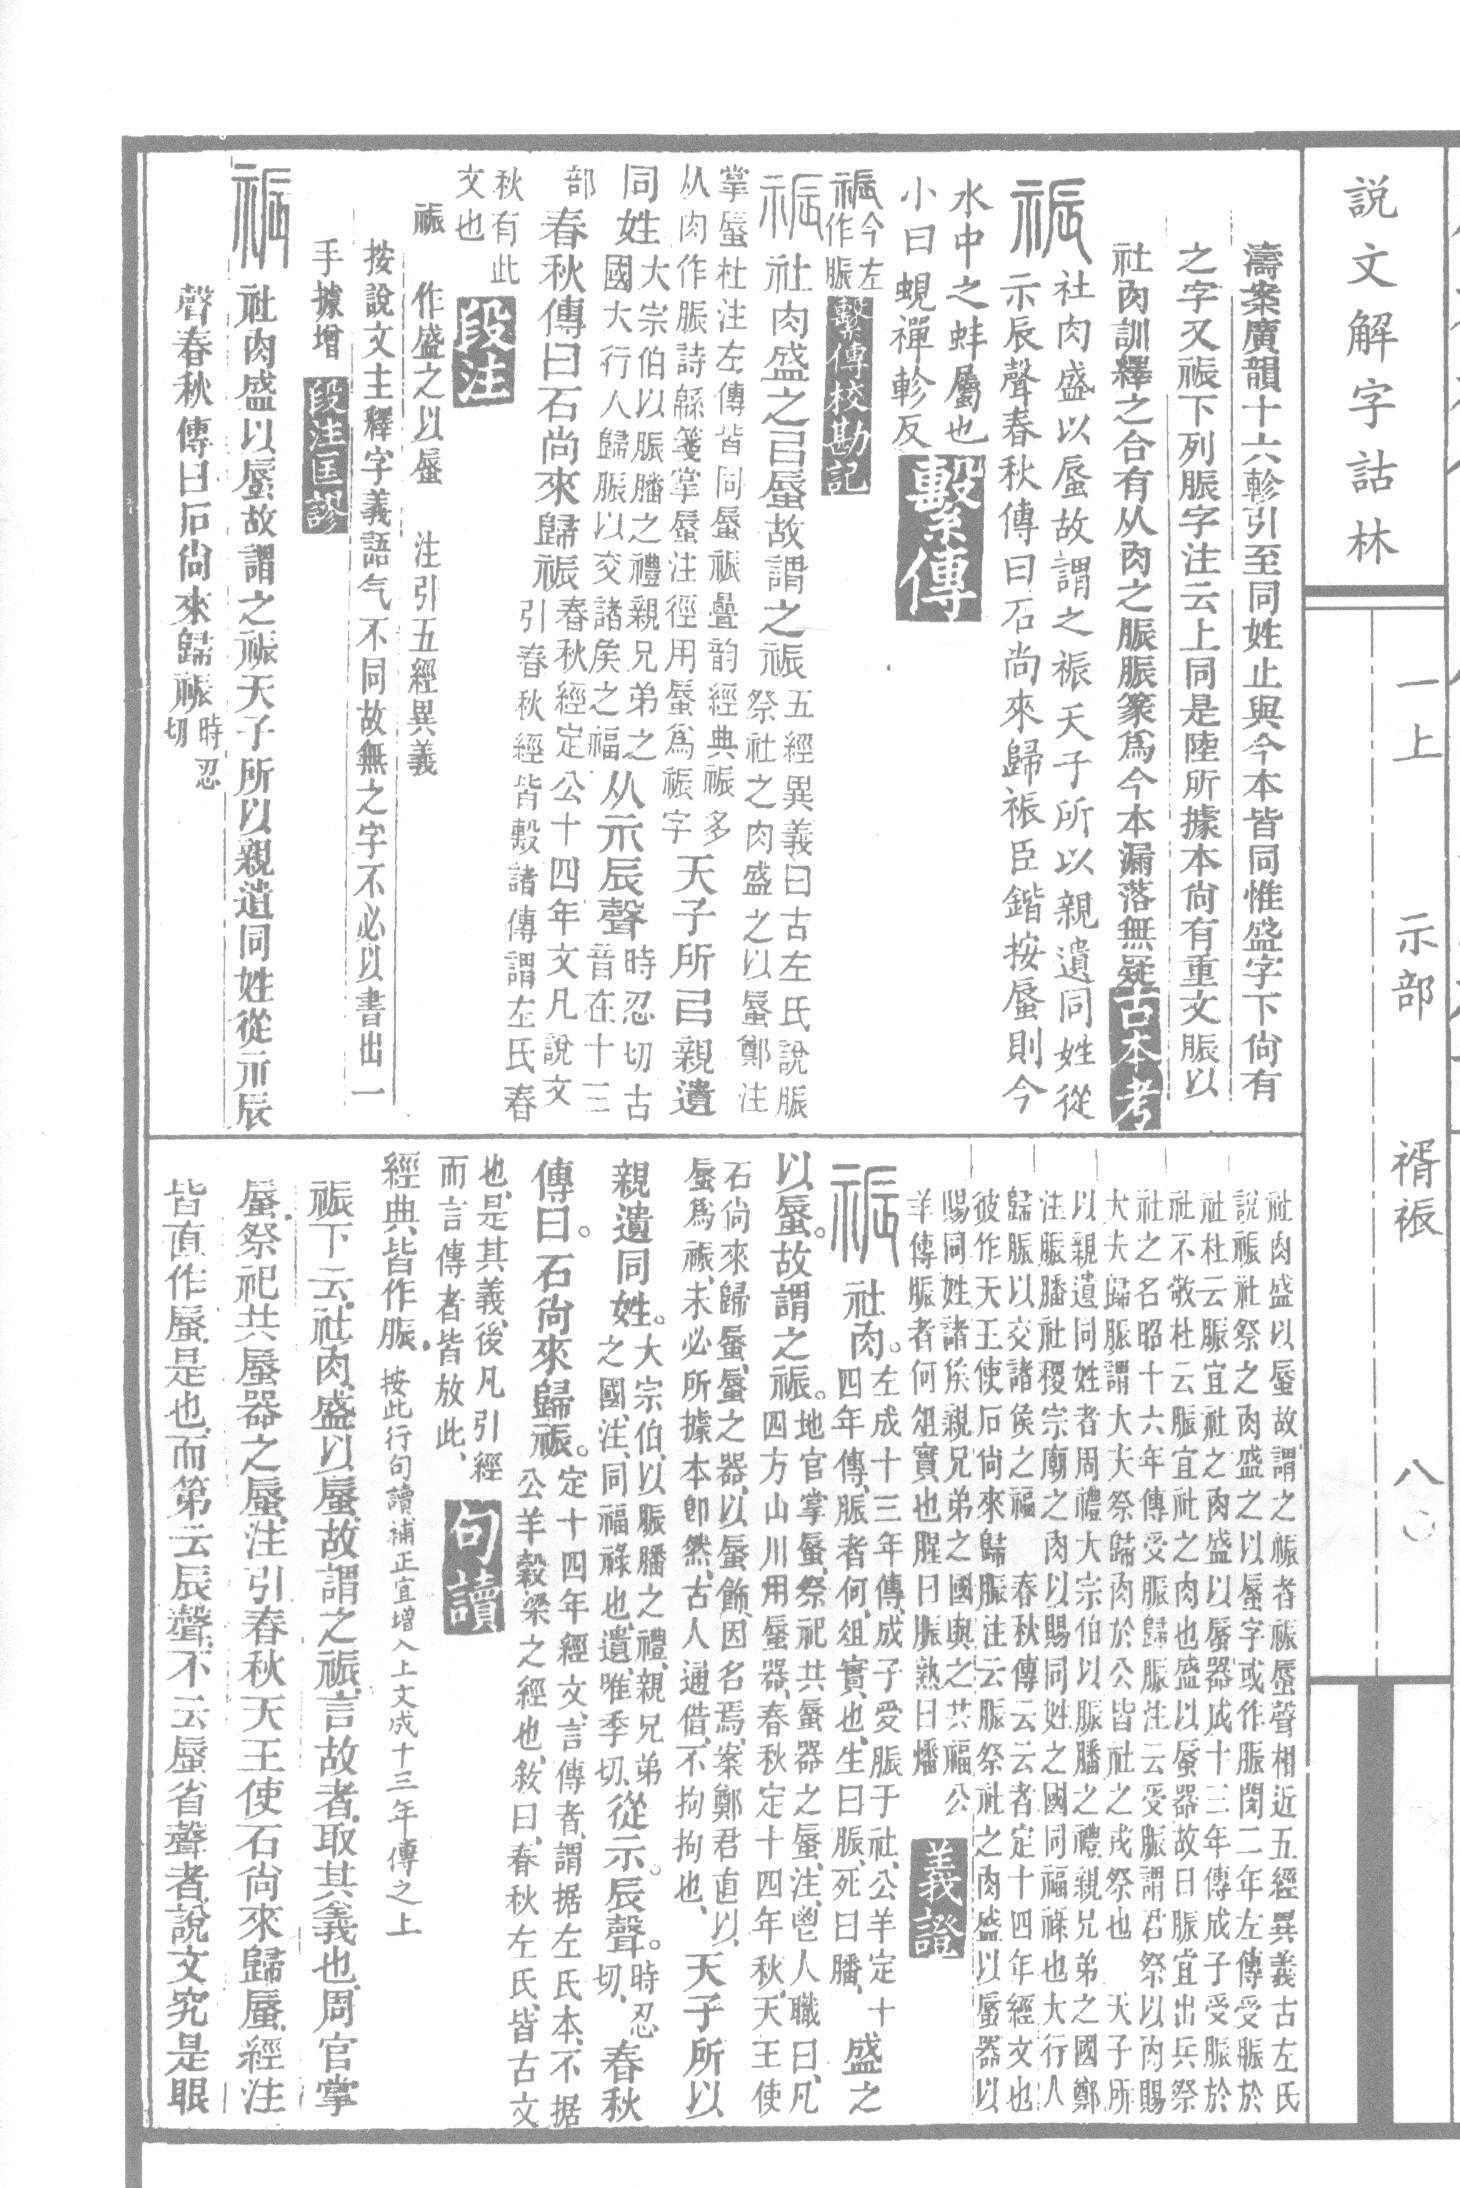 説文解字詁林
一上 示部 祳 八〇
濤案廣韻十六軫引至同姓止與今本皆同惟盛字下尙有
之字又祳下列脤字注云上同是陸所據本尙有重文脤以
社肉訓釋之合有从肉之脤脤篆爲今本漏落無疑古本考
祳 社肉盛以蜃故謂之祳天子所以親遺同姓從
示辰聲春秋傳曰石尚來歸祳臣鍇按蜃則今
水中之蚌屬也
小曰蜆禪軫反 繫傳
祳今左
作脤 繫傳校勘記
祳社肉盛之㠯蜃故謂之祳五經異義曰古左氏說脤
祭社之肉盛之以蜃鄭注
掌蜃杜注左傳皆同蜃祳疊韵經典祳多
从肉作脤詩緜箋掌蜃注徑用蜃爲祳字天子所㠯親遺
同姓大宗伯以脤膰之禮親兄弟之
國大行人歸脤以交諸矦之福从示辰聲時忍切古
音在十三
部春秋傳曰石尚來歸祳春秋經定公十四年文凡說文
引春秋經皆毄諸傳謂左氏春
秋有此
文也 段注
祳 作盛之以蜃 注引五經異義
按說文主釋字義語气不同故無之字不必以書出一
手據增 段注匡謬
祳社肉盛以蜃故謂之祳天子所以親遺同姓從示辰
聲春秋傳曰石尙來歸祳時忍
切
社肉盛以蜃故謂之祳者祳蜃聲相近五經異義古左氏
說祳社祭之肉盛之以蜃字或作脤閔二年左傳受脤於
社杜云脤宜社之肉盛以蜃器成十三年傳成子受脤於
社不敬杜云脤宜社之肉也盛以蜃器故曰脤宜出兵祭
社之名昭十六年傳受脤歸脤注云受脤謂君祭以肉賜
大夫歸脤謂大夫祭歸肉於公皆社之戎祭也 天子所
以親遺同姓者周禮大宗伯以脤膰之禮親兄弟之國鄭
注脤膰社稷宗廟之肉以賜同姓之國同福祿也大行人
歸脤以交諸侯之福 春秋傳云云者定十四年經文也
彼作天王使石尙來歸脤注云脤祭社之肉盛以蜃器以
賜同姓諸侯親兄弟之國與之共福公
羊傳脤者何俎實也腥曰脤熟曰燔 義證
祳社肉。左成十三年傳、成子受脤于社、公羊定十
四年傳、脤者何、俎實也、生曰脤、死曰膰、盛之
以蜃。故謂之祳。地官掌蜃、祭祀共蜃器之蜃、注、鬯人職曰、凡
四方山川用蜃器、春秋定十四年秋、天王使
石尙來歸蜃、蜃之器、以蜃飾、因名焉、案鄭君直以、
蜃爲祳、未必所據本卽然、古人通借、不拘拘也、天子所以
親遺同姓。大宗伯、以脤膰之禮、親兄弟
之國、注、同福祿也、遺唯季切、從示。辰聲。時忍
切、春秋
傳曰。石尙來歸祳。定十四年經文、言傳者、謂据左氏本、不据
公羊穀梁之經也、敘曰、春秋左氏、皆古文
也、是其義、後凡引經
而言傳者皆放此、 句讀
經典皆作脤。按此行句讀補正宜增入上文成十三年傳之上
祳下云、社肉、盛以蜃、故謂之祳、言故者、取其義也、周官掌
蜃、祭祀共蜃器之蜃、注引春秋天王使石尙來歸蜃、經注
皆直作蜃、是也、而第云辰聲、不云蜃省聲者、說文究是眼